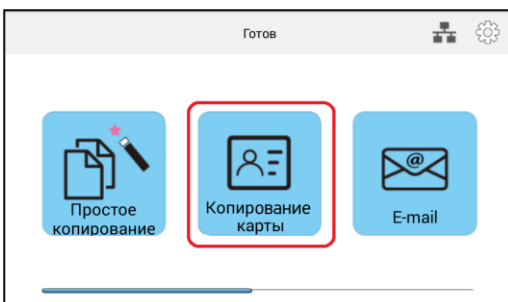 Готов
Простое
копирование
Копирование
карты
@
E-mail